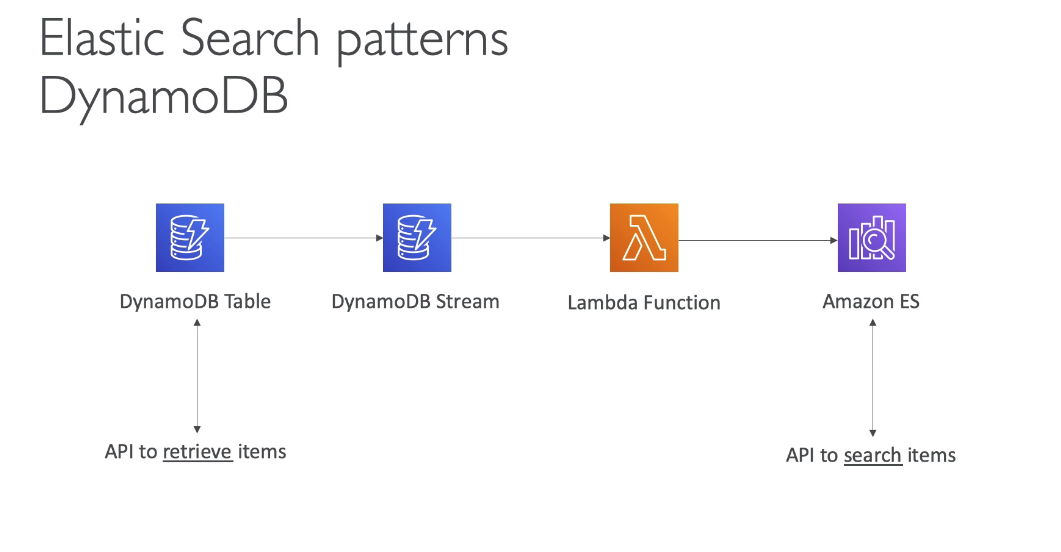 Elastic Search patterns
DynamoDB
DynamoDB Table
DynamoDB Stream
Lambda Function
Amazon ES
API to retrieve items
API to search items